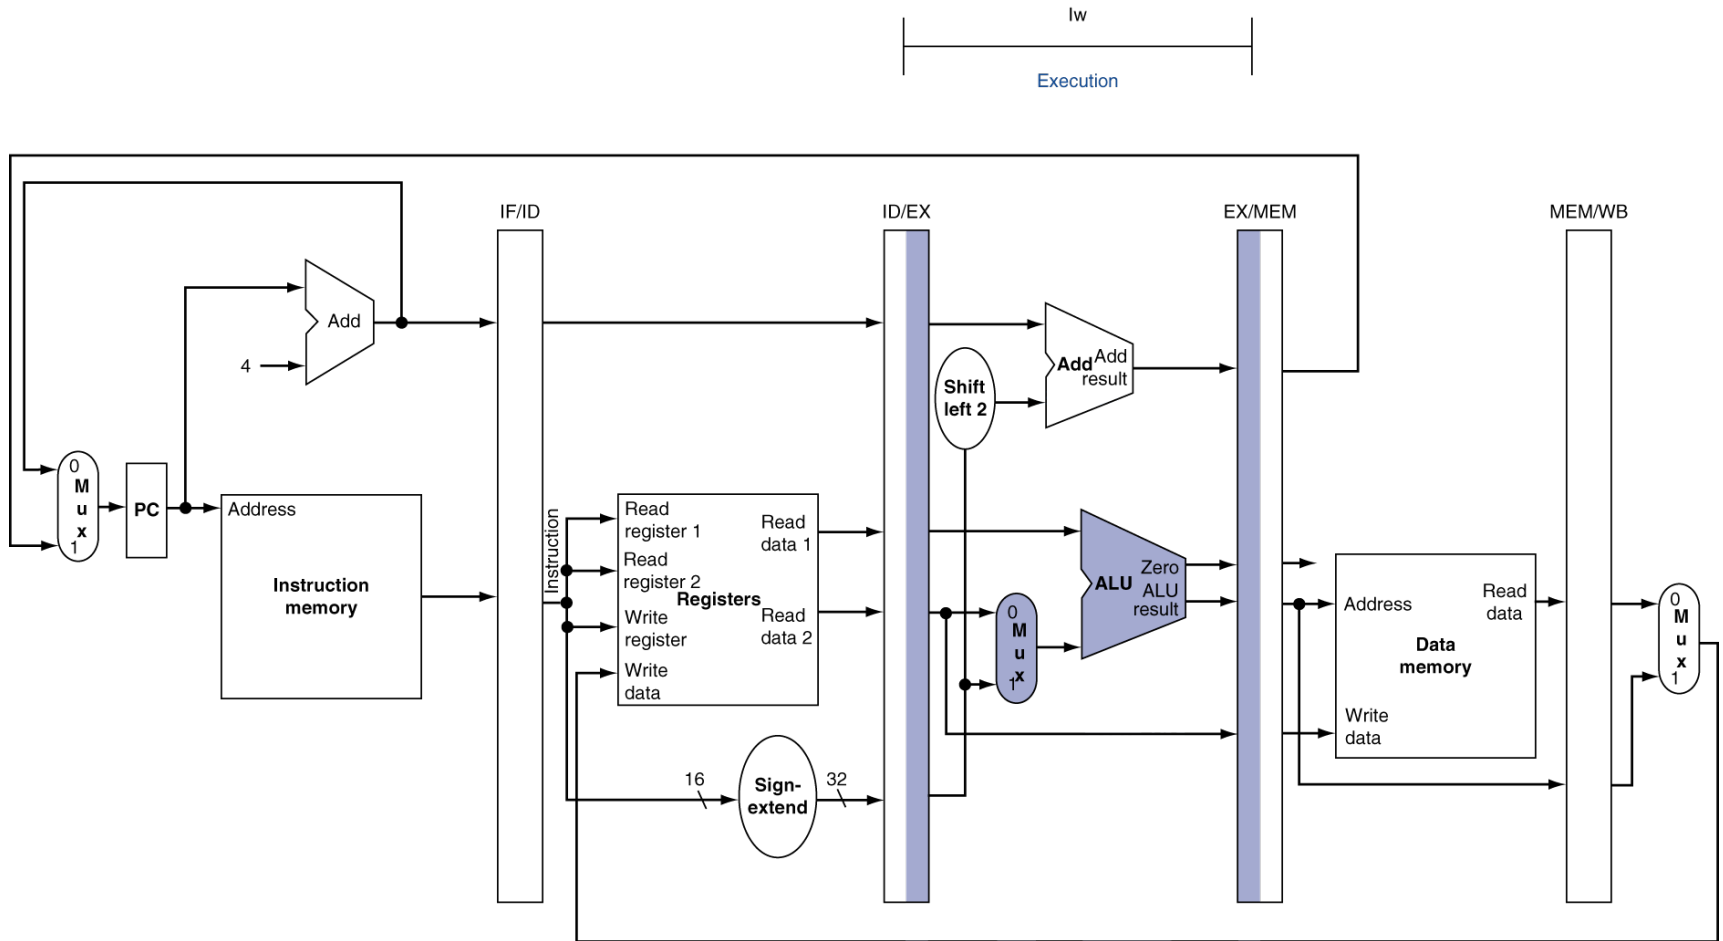 lw
Execution
IF/ID
ID/EX
EX/MEM
MEM/WB
Add
4
Add
Add
result
Shift
left 2
0
M
u
x
1
PC
Address
Instruction
memory
Instruction
Read
register 1
Read
register 2
Write
register
Write
data
Registers
Read
data 1
Read
data 2
0
M
u
x
1
ALU
Zero
ALU
result
Address
Read
data
Data
memory
Write
data
0
M
u
x
1
16
Sign-
extend
32